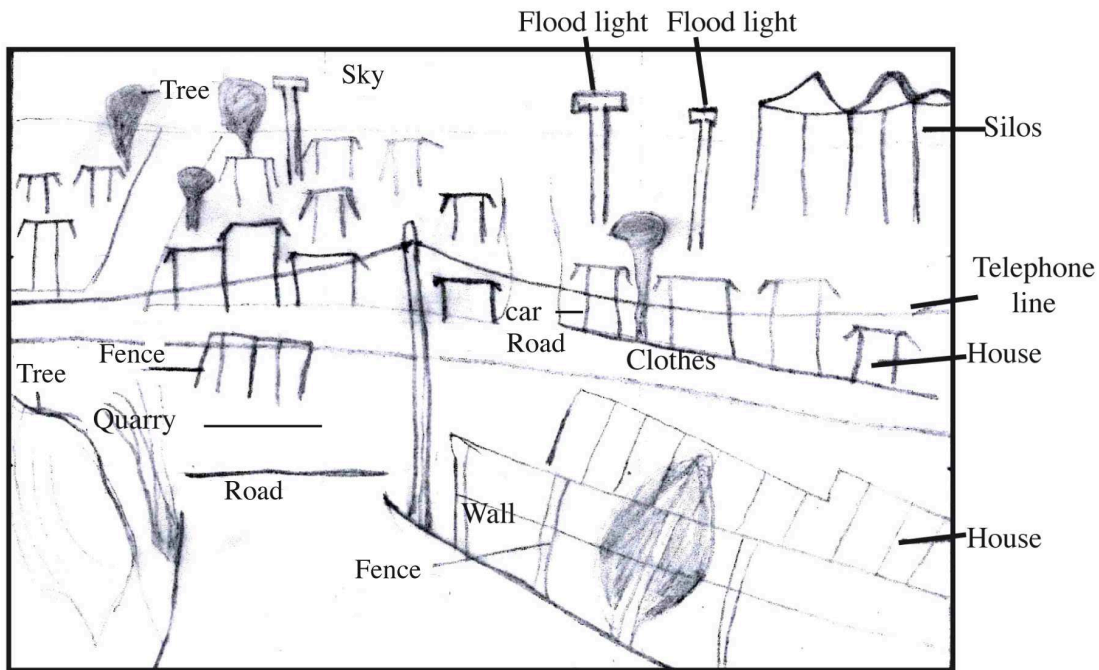 Flood light Flood light
Sky
Tree
Silos
Telephone
line
car
Road
Clothes
House
Fence
Tree
Quarry
Road
Wall
House
Fence